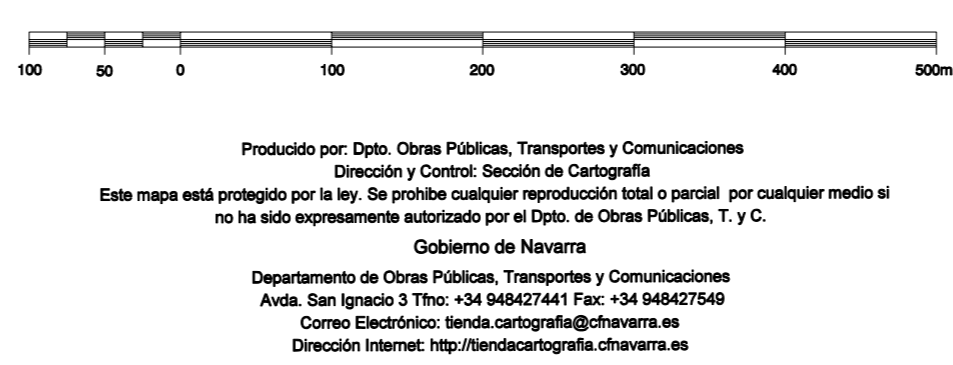 100 50 0 100 200 300 400 500m
Producido por: Dpto. Obras Públicas, Transportes y Comunicaciones
Dirección y Control: Sección de Cartografía
Este mapa está protegido por la ley. Se prohibe cualquier reproducción total o parcial por cualquier medio si
no ha sido expresamente autorizado por el Dpto. de Obras Públicas, T. y C.
Gobierno de Navarra
Departamento de Obras Públicas, Transportes y Comunicaciones
Avda. San Ignacio 3 Tfno: +34 948427441 Fax: +34 948427549
Correo Electrónico: tienda.cartografia@cfnavarra.es
Dirección Internet: http://tiendacartografia.cfnavarra.es